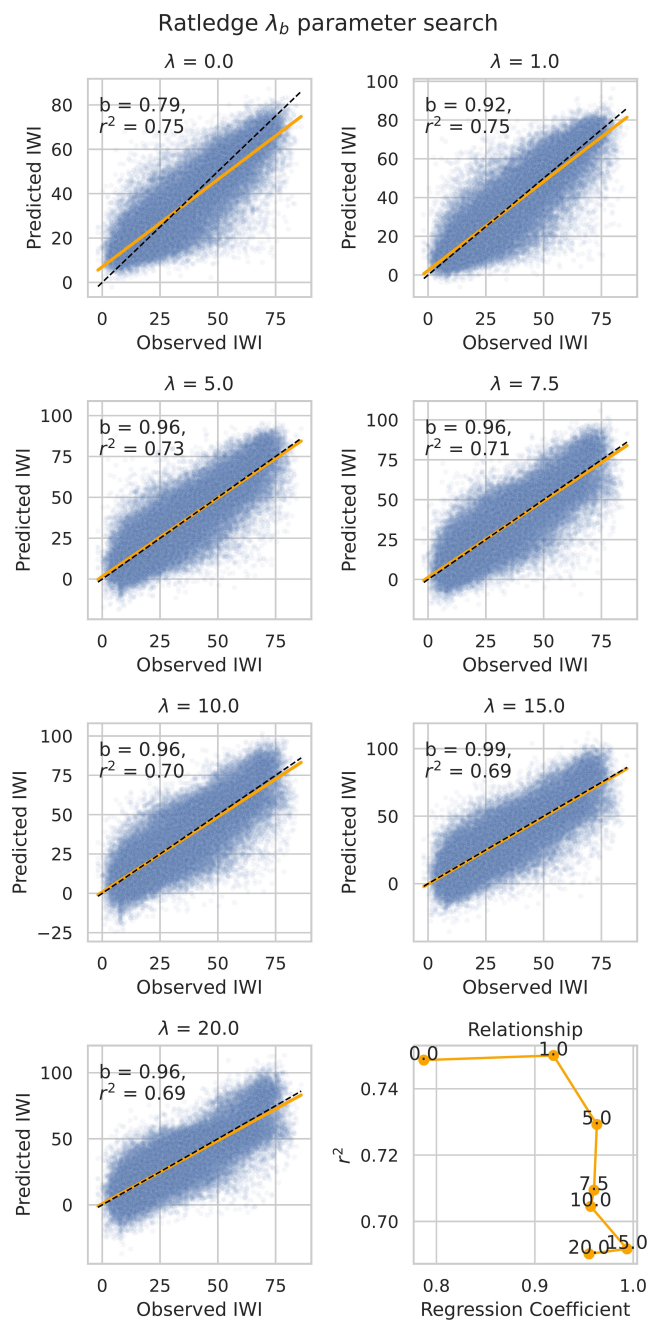 Ratledge λb parameter search
λ = 0.0
b = 0.79,
r² = 0.75
80
60
40
20
0
0 25 50 75
Predicted IWI
Observed IWI
λ = 1.0
b = 0.92,
r² = 0.75
100
80
60
40
20
0
0 25 50 75
Predicted IWI
Observed IWI
λ = 5.0
b = 0.96,
r² = 0.73
100
75
50
25
0
0 25 50 75
Predicted IWI
Observed IWI
λ = 7.5
b = 0.96,
r² = 0.71
100
75
50
25
0
0 25 50 75
Predicted IWI
Observed IWI
λ = 10.0
b = 0.96,
r² = 0.70
100
75
50
25
0
−25
0 25 50 75
Predicted IWI
Observed IWI
λ = 15.0
b = 0.99,
r² = 0.69
100
50
0
0 25 50 75
Predicted IWI
Observed IWI
λ = 20.0
b = 0.96,
r² = 0.69
100
50
0
0 25 50 75
Predicted IWI
Observed IWI
Relationship
0.0
1.0
5.0
7.5
10.0
15.0
20.0
0.74
0.72
0.70
0.8 0.9 1.0
r²
Regression Coefficient